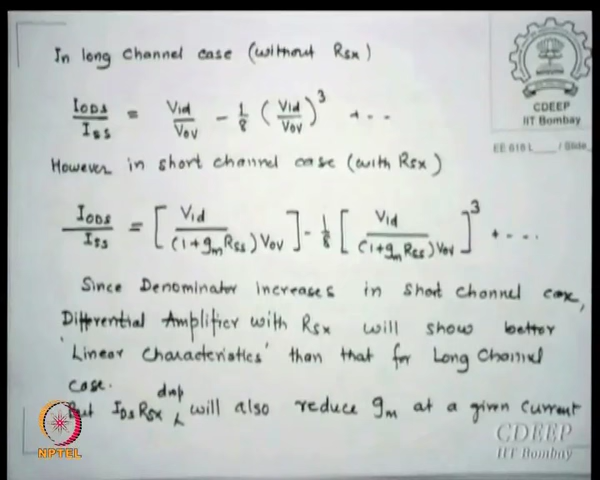 In long channel case (without Rsx)
IODS/ISS = Vid/Vov - 1/8 (Vid/Vov)^3 + ...
However in short channel case (with Rsx)
IODS/ISS = [Vid/(1+gmRss)Vov] - 1/8 [Vid/(1+gmRss)Vov]^3 + ....
Since Denominator increases in short channel case,
Differential Amplifier with Rsx will show better
'Linear Characteristics' than that for Long Channel
case.
But IDS RSX drop will also reduce gm at a given current
CDEEP
IIT Bombay
EE 618 L____ / Slide_
NPTEL
CDEEP
IIT Bombay